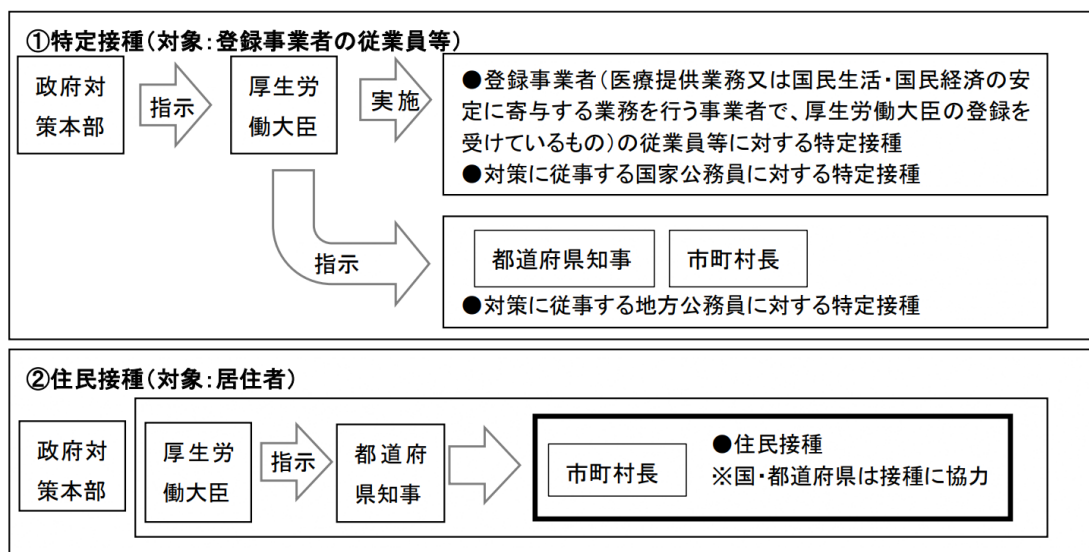 ①特定接種(対象:登録事業者の従業員等)
政府対
策本部
指示
厚生労
働大臣
実施
●登録事業者(医療提供業務又は国民生活・国民経済の安
定に寄与する業務を行う事業者で、厚生労働大臣の登録を
受けているもの)の従業員等に対する特定接種
●対策に従事する国家公務員に対する特定接種
指示
都道府県知事
市町村長
●対策に従事する地方公務員に対する特定接種
②住民接種(対象:居住者)
政府対
策本部
厚生労
働大臣
指示
都道府
県知事
市町村長
●住民接種
※国・都道府県は接種に協力